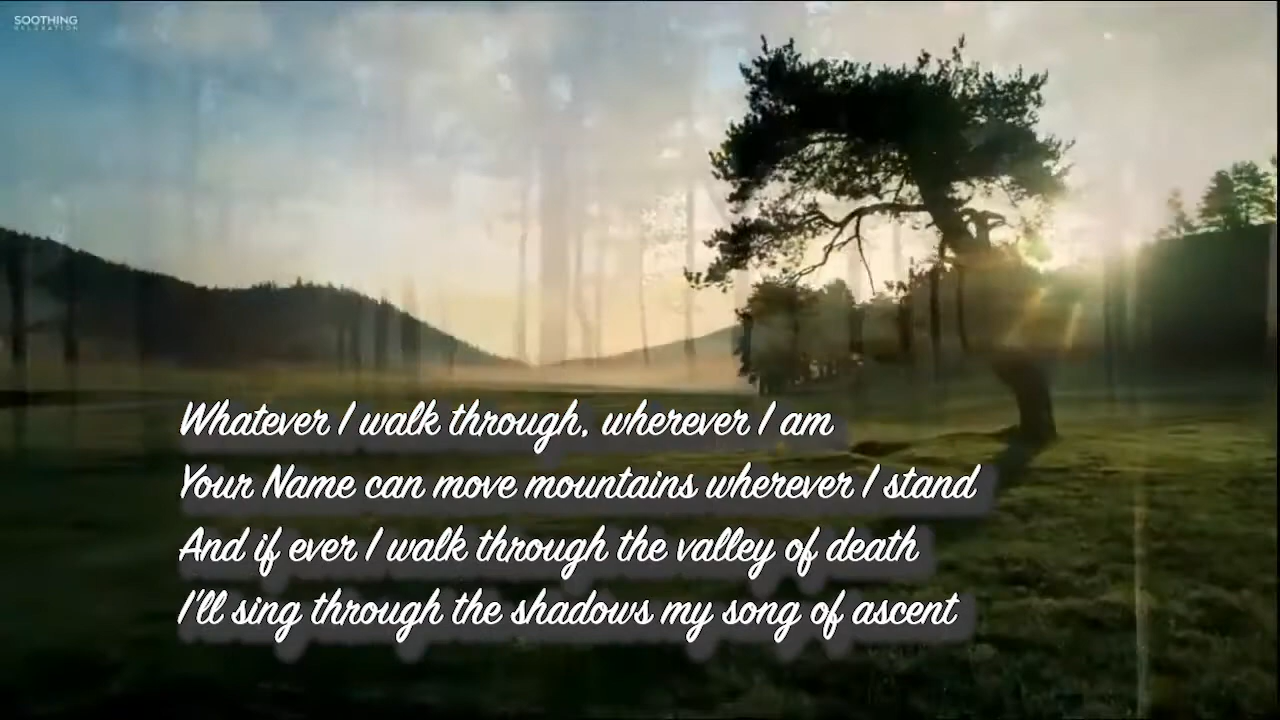 SOOTHING
RELAXATION
Whatever I walk through, wherever I am
Your Name can move mountains wherever I stand
And if ever I walk through the valley of death
I'll sing through the shadows my song of ascent